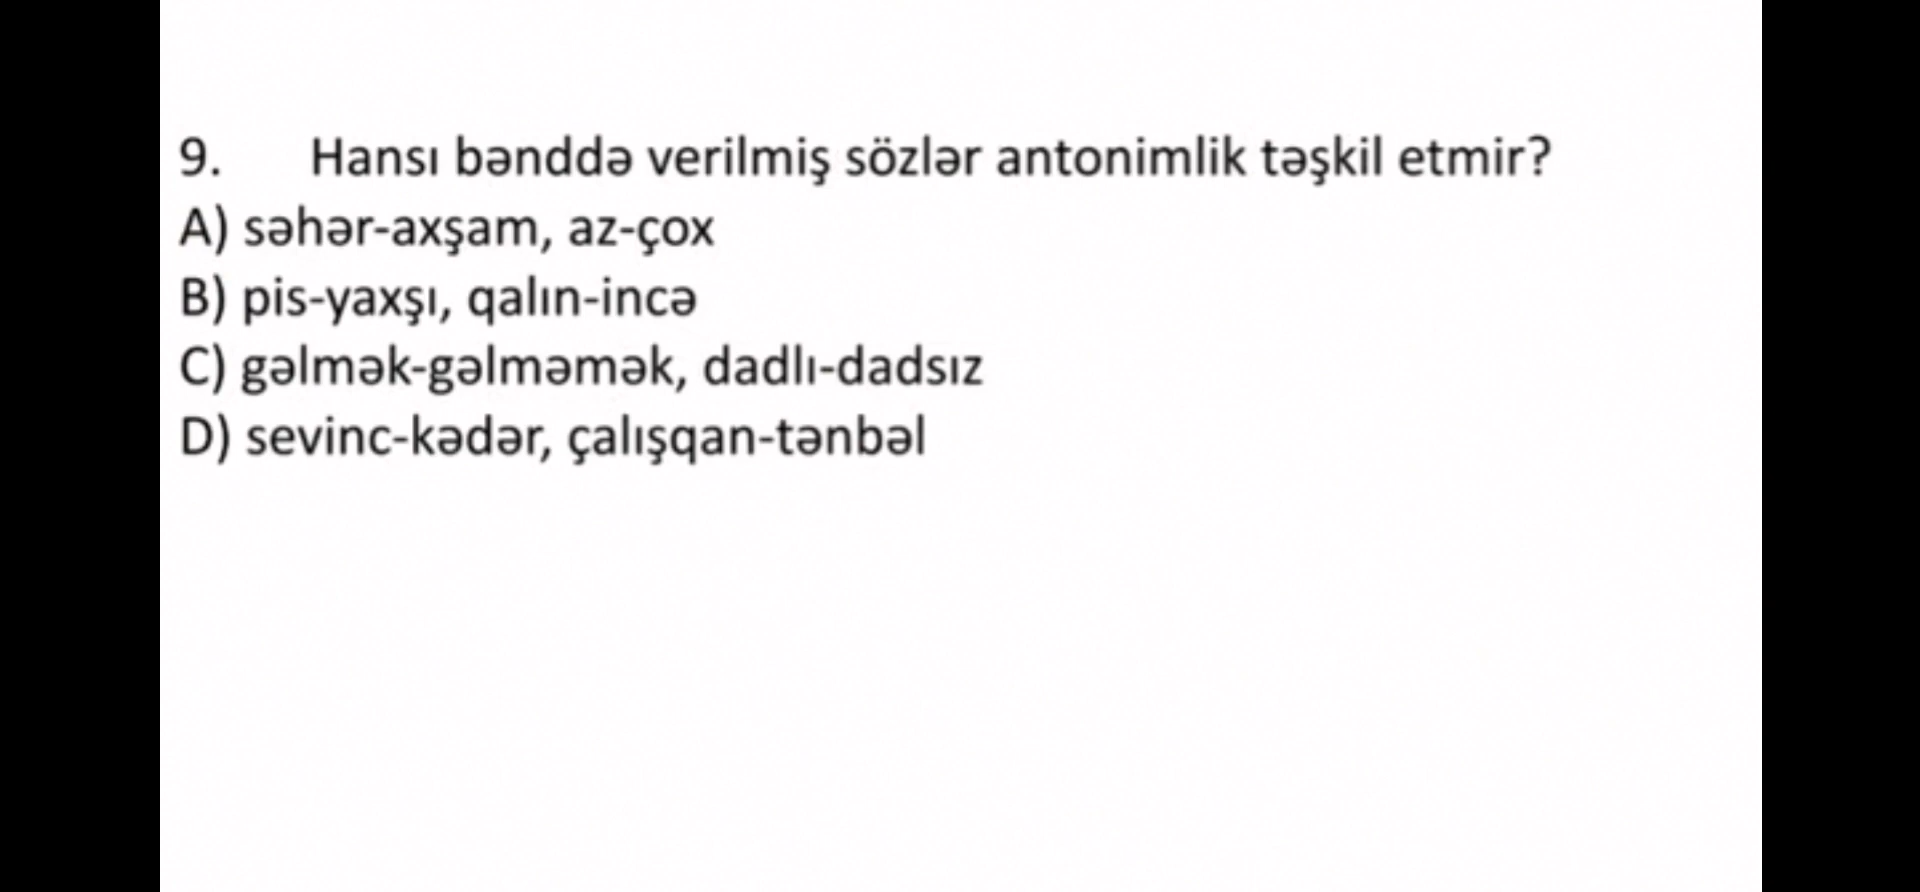 9. Hansı bənddə verilmiş sözlər antonimlik təşkil etmir?
A) səhər-axşam, az-çox
B) pis-yaxşı, qalın-incə
C) gəlmək-gəlməmək, dadlı-dadsız
D) sevinc-kədər, çalışqan-tənbəl